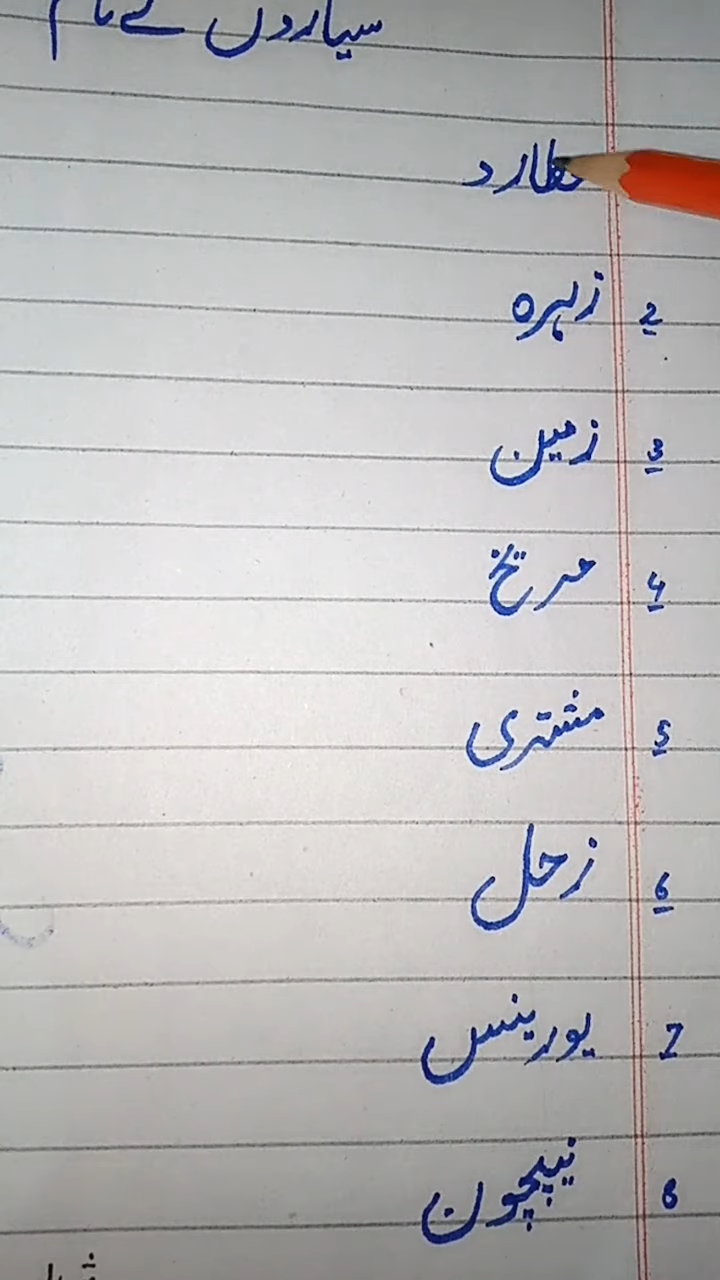 سیاروں کے نام
عطارد
2 زہرہ
3 زمین
4 مریخ
5 مشتری
6 زحل
7 یورینس
8 نیپچون